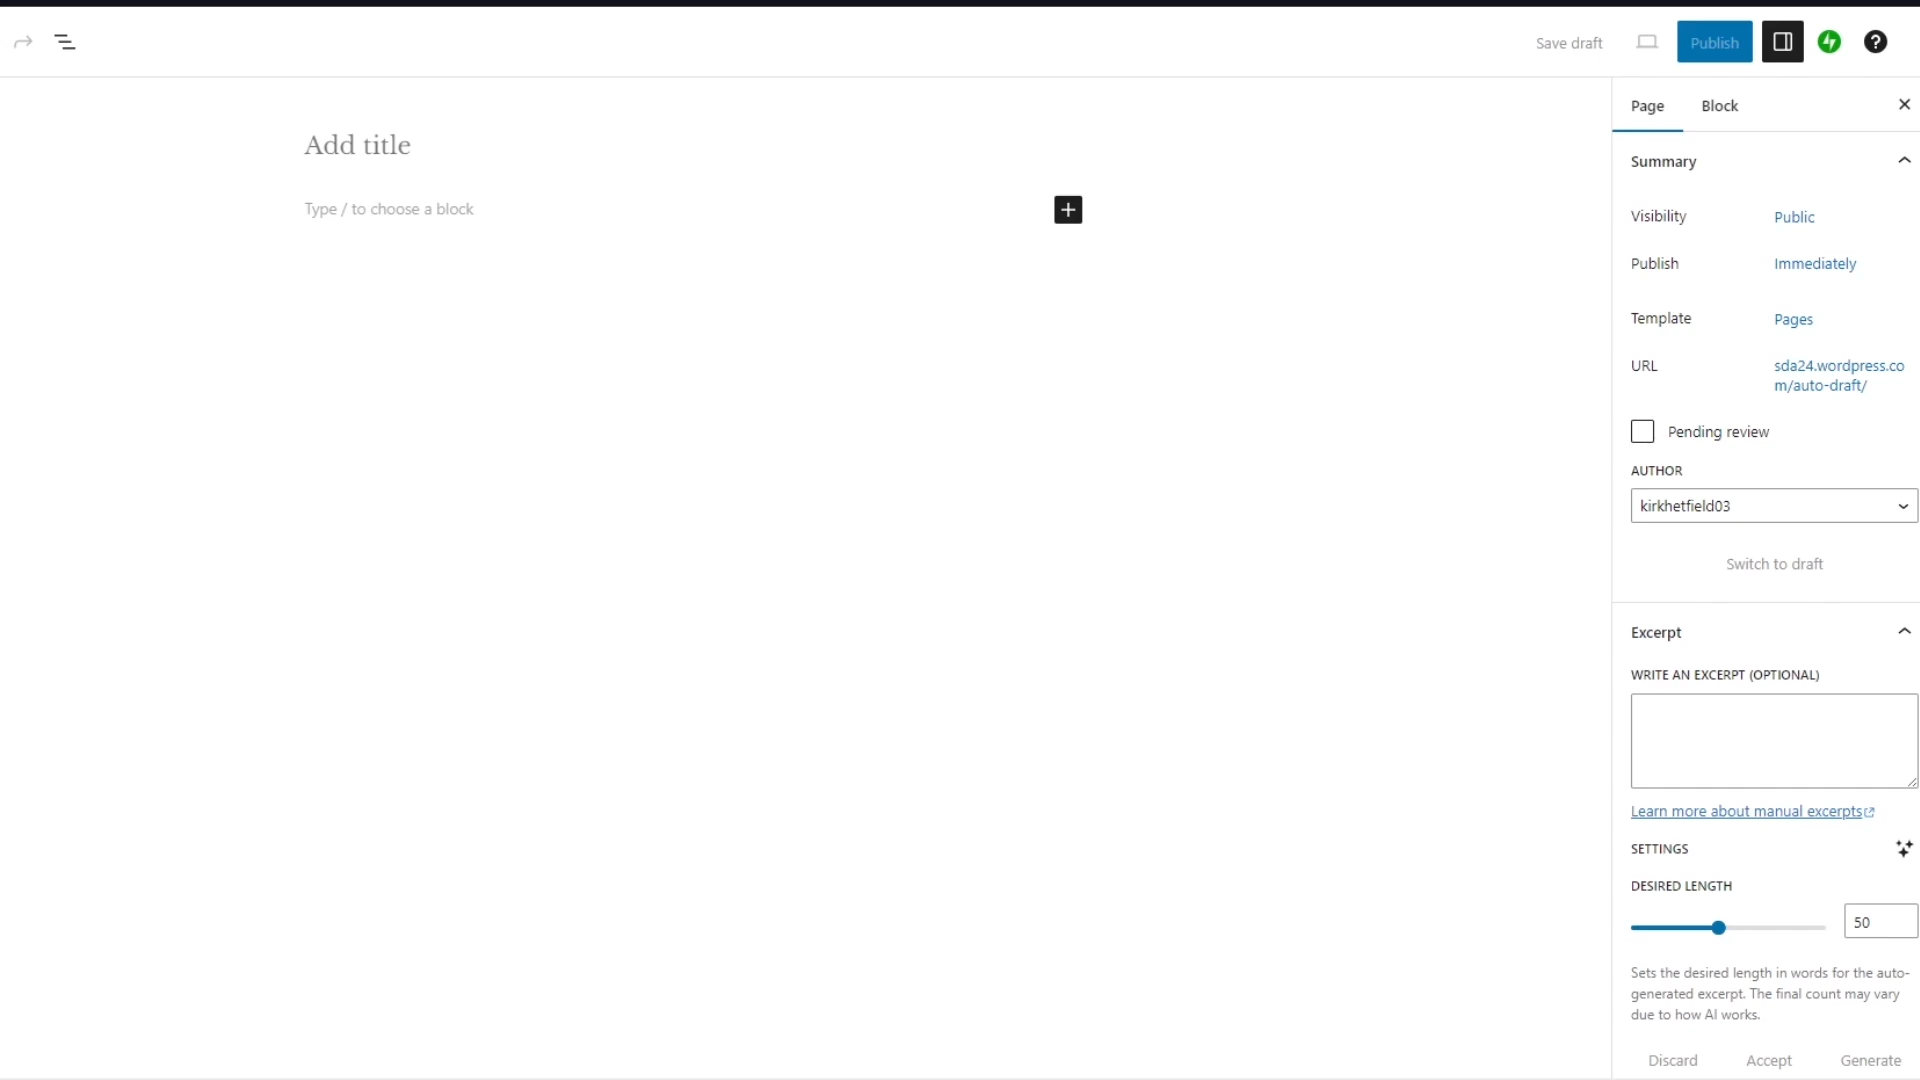 Save draft
Publish
Page
Block
Add title
Type / to choose a block
Summary
Visibility
Public
Publish
Immediately
Template
Pages
URL
sda24.wordpress.co
m/auto-draft/
Pending review
AUTHOR
kirkhetfield03
Switch to draft
Excerpt
WRITE AN EXCERPT (OPTIONAL)
Learn more about manual excerpts
SETTINGS
DESIRED LENGTH
50
Sets the desired length in words for the auto-
generated excerpt. The final count may vary
due to how AI works.
Discard
Accept
Generate